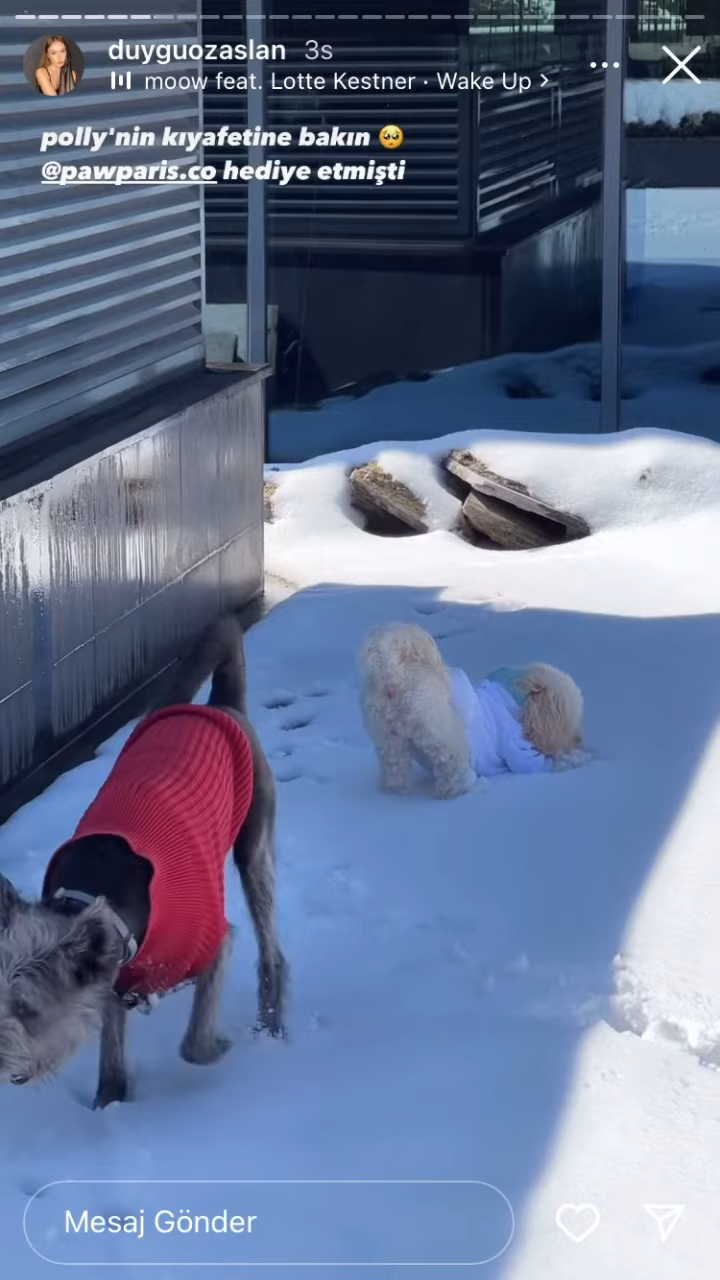 duyguozaslan 3s
moow feat. Lotte Kestner · Wake Up >
polly'nin kıyafetine bakın 🥹
@pawparis.co hediye etmişti
Mesaj Gönder